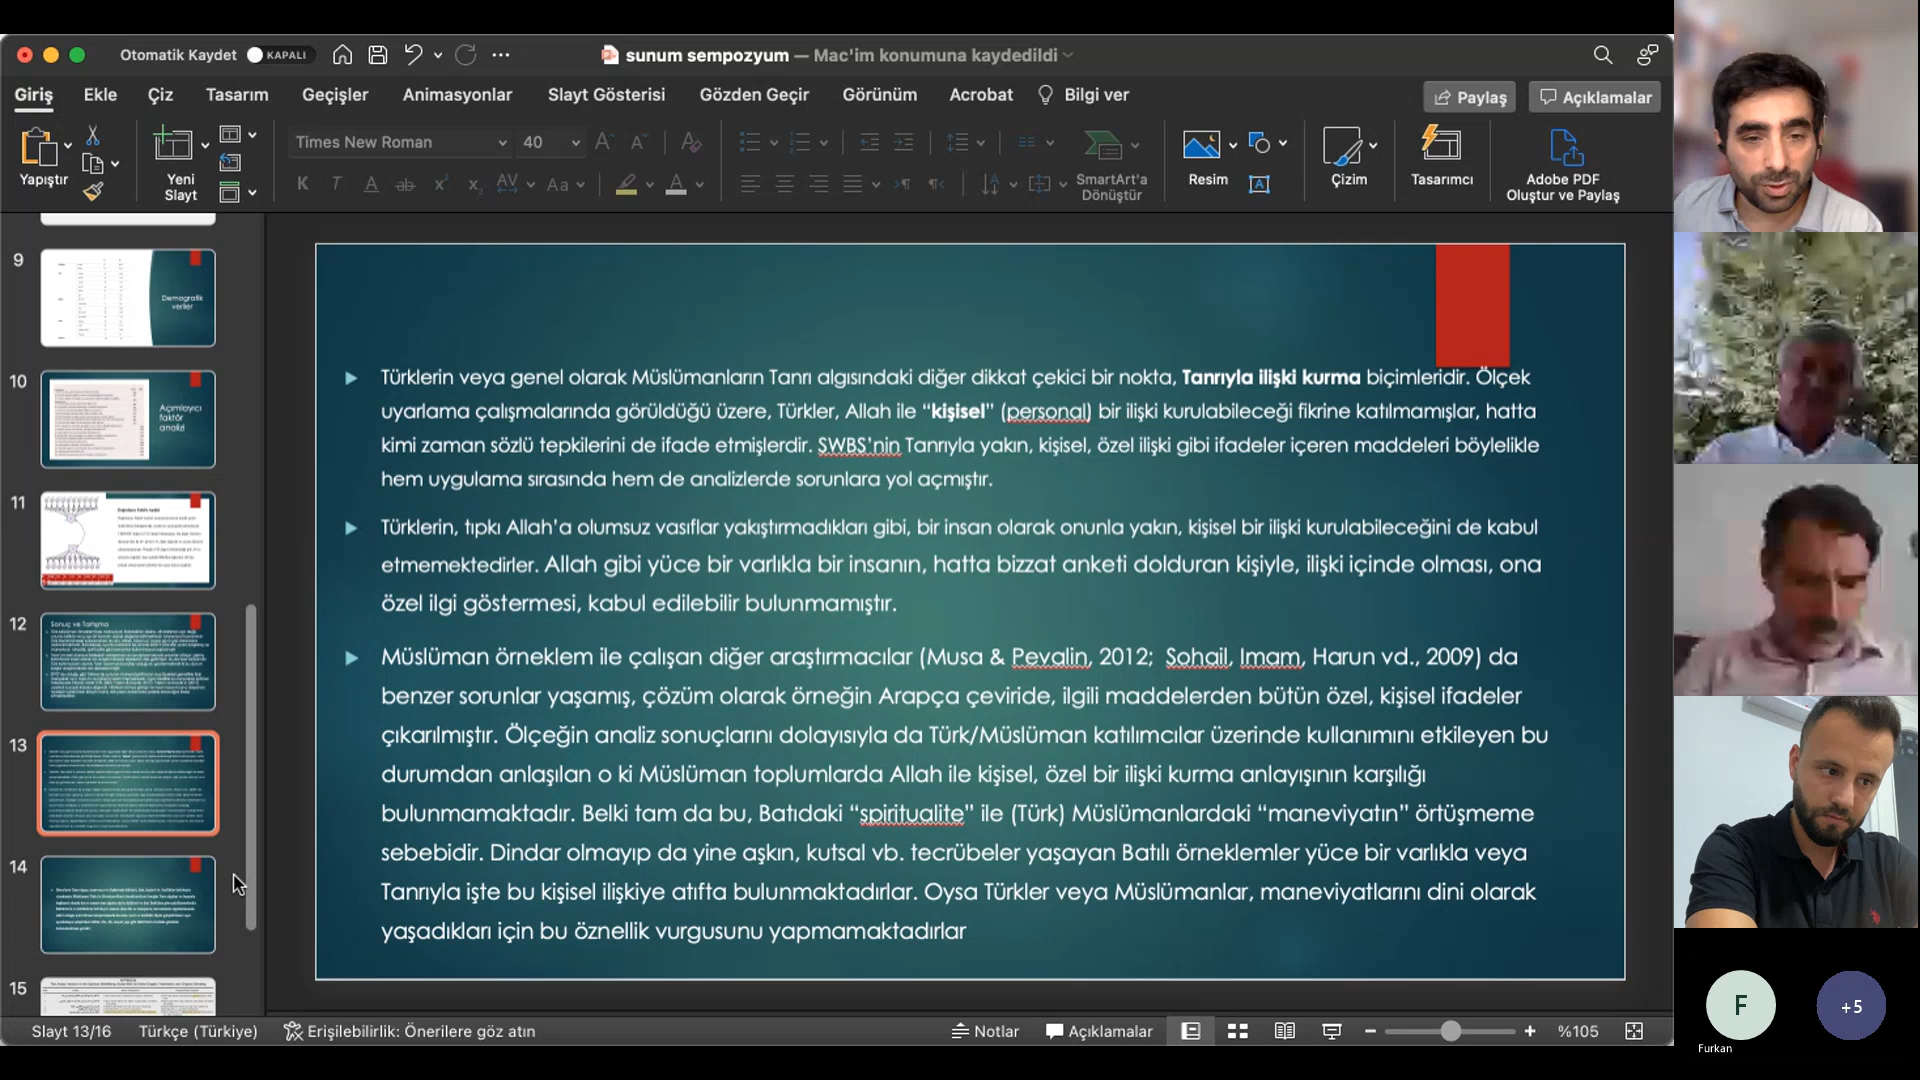 Otomatik Kaydet
KAPALI
sunum sempozyum — Mac'im konumuna kaydedildi
Giriş
Ekle
Çiz
Tasarım
Geçişler
Animasyonlar
Slayt Gösterisi
Gözden Geçir
Görünüm
Acrobat
Bilgi ver
Paylaş
Açıklamalar
Yapıştır
Yeni Slayt
Times New Roman
40
SmartArt'a Dönüştür
Resim
Çizim
Tasarımcı
Adobe PDF Oluştur ve Paylaş
9
Demografik veriler
10
Açımlayıcı faktör analizi
11
12
Sonuç ve Tartışma
13
14
15
Türklerin veya genel olarak Müslümanların Tanrı algısındaki diğer dikkat çekici bir nokta, Tanrıyla ilişki kurma biçimleridir. Ölçek
uyarlama çalışmalarında görüldüğü üzere, Türkler, Allah ile “kişisel” (personal) bir ilişki kurulabileceği fikrine katılmamışlar, hatta
kimi zaman sözlü tepkilerini de ifade etmişlerdir. SWBS’nin Tanrıyla yakın, kişisel, özel ilişki gibi ifadeler içeren maddeleri böylelikle
hem uygulama sırasında hem de analizlerde sorunlara yol açmıştır.
Türklerin, tıpkı Allah’a olumsuz vasıflar yakıştırmadıkları gibi, bir insan olarak onunla yakın, kişisel bir ilişki kurulabileceğini de kabul
etmemektedirler. Allah gibi yüce bir varlıkla bir insanın, hatta bizzat anketi dolduran kişiyle, ilişki içinde olması, ona
özel ilgi göstermesi, kabul edilebilir bulunmamıştır.
Müslüman örneklem ile çalışan diğer araştırmacılar (Musa & Pevalin, 2012; Sohail, Imam, Harun vd., 2009) da
benzer sorunlar yaşamış, çözüm olarak örneğin Arapça çeviride, ilgili maddelerden bütün özel, kişisel ifadeler
çıkarılmıştır. Ölçeğin analiz sonuçlarını dolayısıyla da Türk/Müslüman katılımcılar üzerinde kullanımını etkileyen bu
durumdan anlaşılan o ki Müslüman toplumlarda Allah ile kişisel, özel bir ilişki kurma anlayışının karşılığı
bulunmamaktadır. Belki tam da bu, Batıdaki “spiritualite” ile (Türk) Müslümanlardaki “maneviyatın” örtüşmeme
sebebidir. Dindar olmayıp da yine aşkın, kutsal vb. tecrübeler yaşayan Batılı örneklemler yüce bir varlıkla veya
Tanrıyla işte bu kişisel ilişkiye atıfta bulunmaktadırlar. Oysa Türkler veya Müslümanlar, maneviyatlarını dini olarak
yaşadıkları için bu öznellik vurgusunu yapmamaktadırlar
Slayt 13/16
Türkçe (Türkiye)
Erişilebilirlik: Önerilere göz atın
Notlar
Açıklamalar
%105
F
+5
Furkan